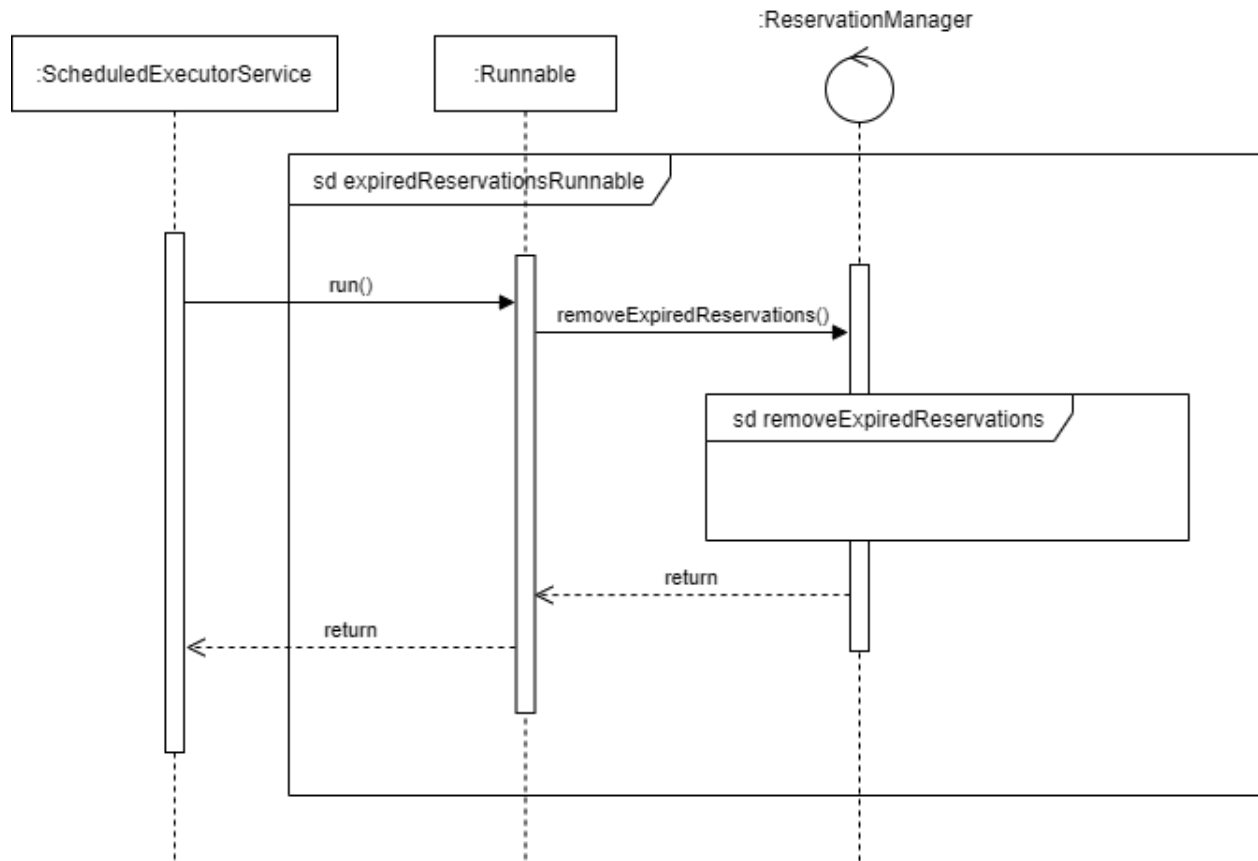 :ReservationManager
:ScheduledExecutorService
:Runnable
sd expiredReservationsRunnable
run()
removeExpiredReservations()
sd removeExpiredReservations
return
return